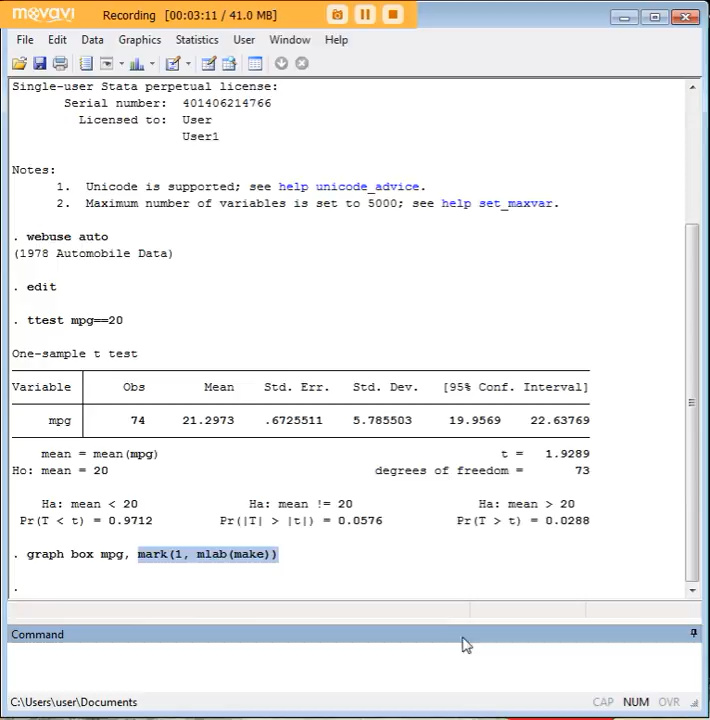 movavi Recording [00:03:11 / 41.0 MB]
File Edit Data Graphics Statistics User Window Help
Single-user Stata perpetual license:
Serial number: 401406214766
Licensed to: User
User1
Notes:
1. Unicode is supported; see help unicode_advice.
2. Maximum number of variables is set to 5000; see help set_maxvar.
. webuse auto
(1978 Automobile Data)
. edit
. ttest mpg==20
One-sample t test
Variable Obs Mean Std. Err. Std. Dev. [95% Conf. Interval]
mpg 74 21.2973 .6725511 5.785503 19.9569 22.63769
mean = mean(mpg) t = 1.9289
Ho: mean = 20 degrees of freedom = 73
Ha: mean < 20 Ha: mean != 20 Ha: mean > 20
Pr(T < t) = 0.9712 Pr(|T| > |t|) = 0.0576 Pr(T > t) = 0.0288
. graph box mpg, mark(1, mlab(make))
.
Command
C:\Users\user\Documents CAP NUM OVR